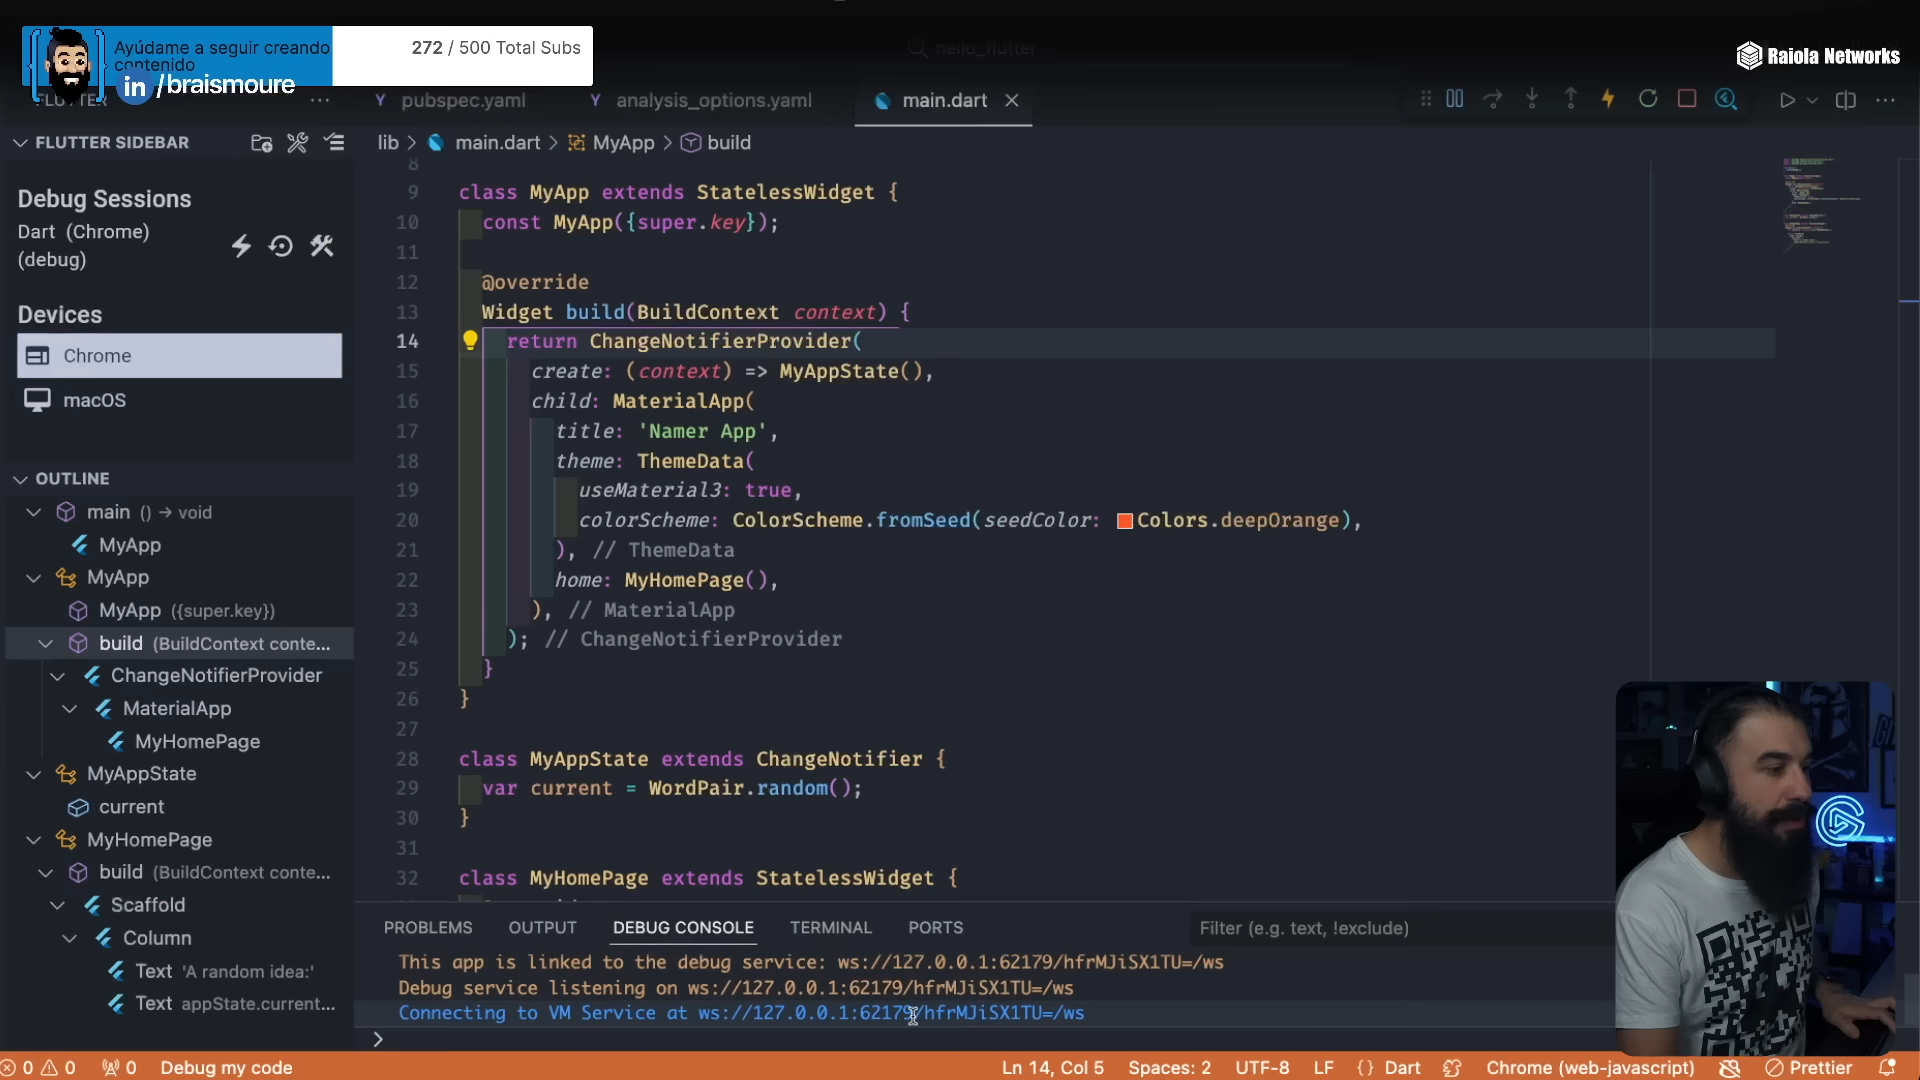 Ayúdame a seguir creando
contenido
in /braismoure
272 / 500 Total Subs
hello_flutter
Raiola Networks
FLUTTER
pubspec.yaml
analysis_options.yaml
main.dart
FLUTTER SIDEBAR
lib > main.dart > MyApp > build
Debug Sessions
Dart (Chrome)
(debug)
Devices
Chrome
macOS
OUTLINE
main () → void
MyApp
MyApp
MyApp ({super.key})
build (BuildContext conte...
ChangeNotifierProvider
MaterialApp
MyHomePage
MyAppState
current
MyHomePage
build (BuildContext conte...
Scaffold
Column
Text 'A random idea:'
Text appState.current...
8
9 class MyApp extends StatelessWidget {
10 const MyApp({super.key});
11
12 @override
13 Widget build(BuildContext context) {
14 return ChangeNotifierProvider(
15 create: (context) => MyAppState(),
16 child: MaterialApp(
17 title: 'Namer App',
18 theme: ThemeData(
19 useMaterial3: true,
20 colorScheme: ColorScheme.fromSeed(seedColor: Colors.deepOrange),
21 ), // ThemeData
22 home: MyHomePage(),
23 ), // MaterialApp
24 ); // ChangeNotifierProvider
25 }
26 }
27
28 class MyAppState extends ChangeNotifier {
29 var current = WordPair.random();
30 }
31
32 class MyHomePage extends StatelessWidget {
PROBLEMS OUTPUT DEBUG CONSOLE TERMINAL PORTS
Filter (e.g. text, !exclude)
This app is linked to the debug service: ws://127.0.0.1:62179/hfrMJiSX1TU=/ws
Debug service listening on ws://127.0.0.1:62179/hfrMJiSX1TU=/ws
Connecting to VM Service at ws://127.0.0.1:62179/hfrMJiSX1TU=/ws
>
0 0 0 Debug my code
Ln 14, Col 5 Spaces: 2 UTF-8 LF {} Dart Chrome (web-javascript) Prettier